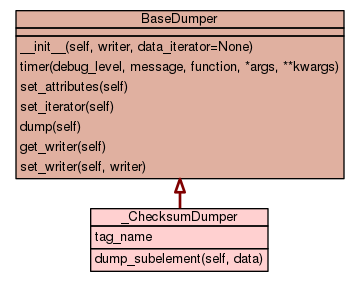 BaseDumper
__init__(self, writer, data_iterator=None)
timer(debug_level, message, function, *args, **kwargs)
set_attributes(self)
set_iterator(self)
dump(self)
get_writer(self)
set_writer(self, writer)
_ChecksumDumper
tag_name
dump_subelement(self, data)